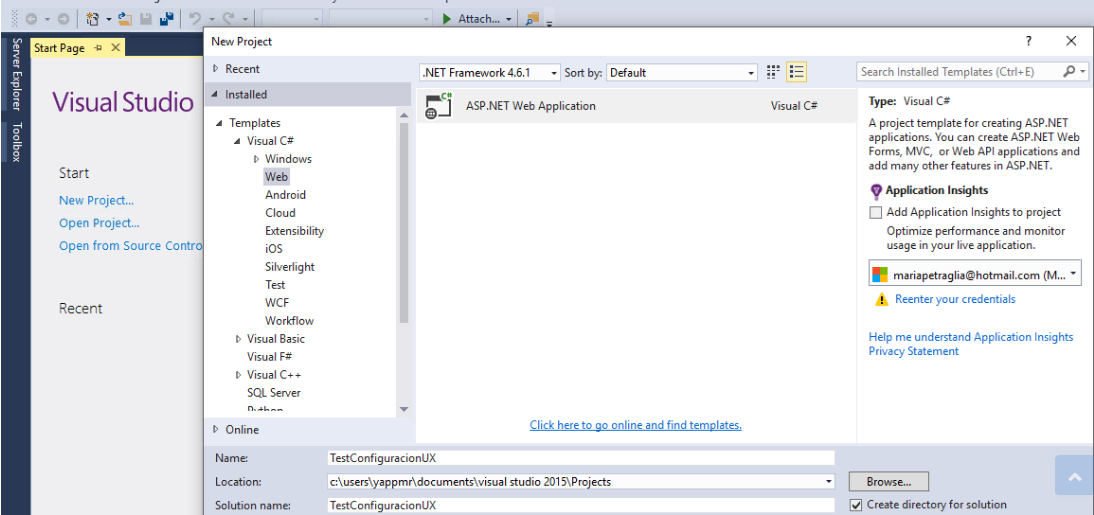 Attach...
Server Explorer
Toolbox
Start Page
Visual Studio
Start
New Project...
Open Project...
Open from Source Contro
Recent
New Project
?
Recent
.NET Framework 4.6.1
Sort by:
Default
Search Installed Templates (Ctrl+E)
Installed
Templates
Visual C#
Windows
Web
Android
Cloud
Extensibility
iOS
Silverlight
Test
WCF
Workflow
Visual Basic
Visual F#
Visual C++
SQL Server
Python
Online
C#
ASP.NET Web Application
Visual C#
Click here to go online and find templates.
Type: Visual C#
A project template for creating ASP.NET
applications. You can create ASP.NET Web
Forms, MVC, or Web API applications and
add many other features in ASP.NET.
Application Insights
Add Application Insights to project
Optimize performance and monitor
usage in your live application.
mariapetraglia@hotmail.com (M...
Reenter your credentials
Help me understand Application Insights
Privacy Statement
Name:
TestConfiguracionUX
Location:
c:\users\yappmr\documents\visual studio 2015\Projects
Browse...
Solution name:
TestConfiguracionUX
Create directory for solution